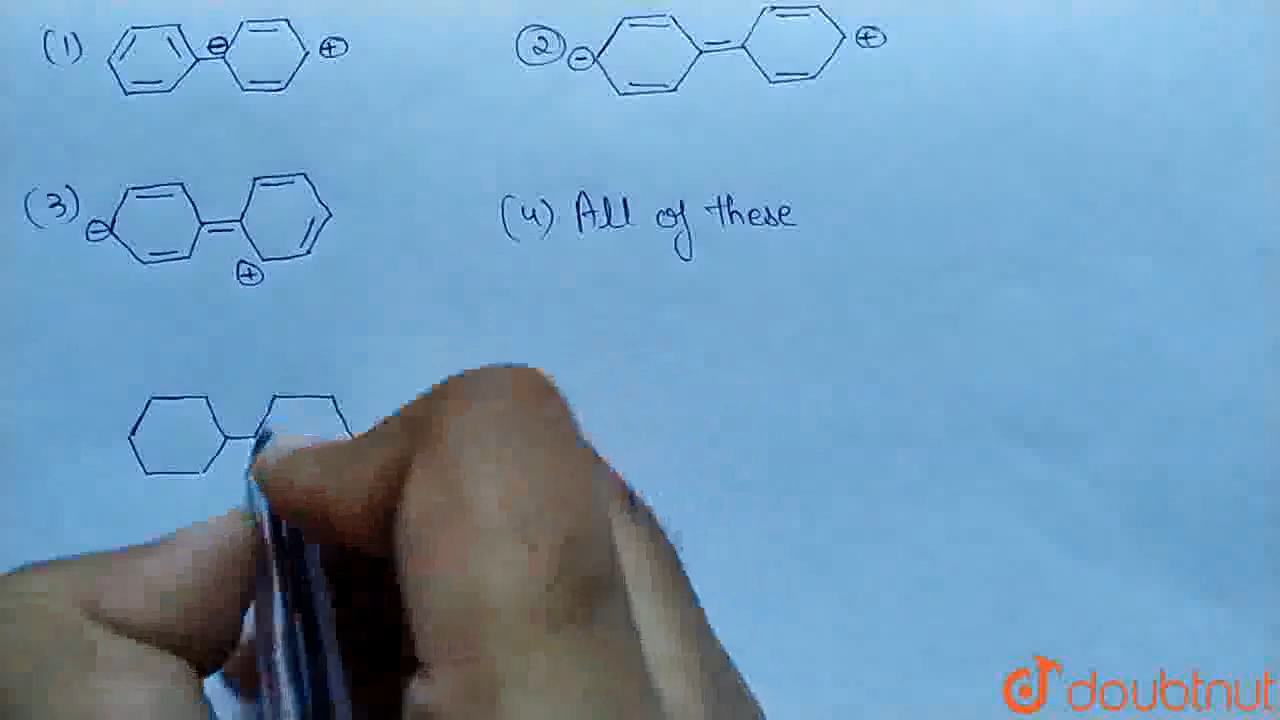 (1) ⊖ ⊕
② ⊖ ⊕
(3) ⊖ ⊕
(4) All of these
doubtnut